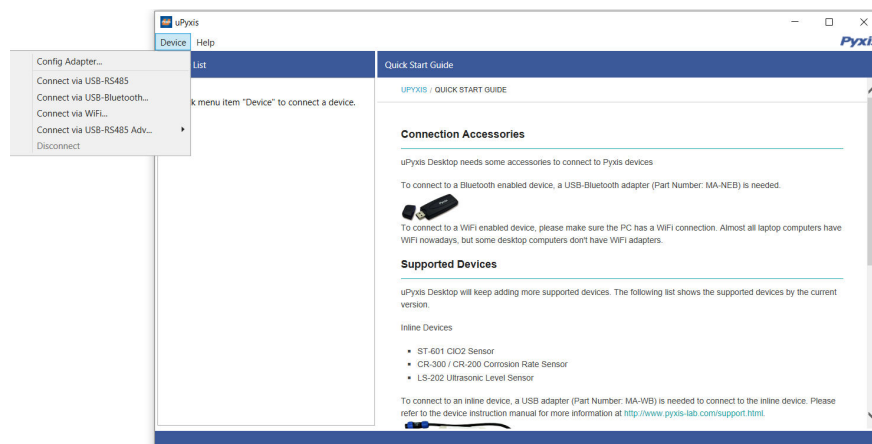 uPyxis
Device Help
Config Adapter...
Connect via USB-RS485
Connect via USB-Bluetooth...
Connect via WiFi...
Connect via USB-RS485 Adv...
Disconnect
List
menu item "Device" to connect a device.
Quick Start Guide
UPYXIS / QUICK START GUIDE
Connection Accessories
uPyxis Desktop needs some accessories to connect to Pyxis devices
To connect to a Bluetooth enabled device, a USB-Bluetooth adapter (Part Number: MA-NEB) is needed.
To connect to a WiFi enabled device, please make sure the PC has a WiFi connection. Almost all laptop computers have
WiFi nowadays, but some desktop computers don't have WiFi adapters.
Supported Devices
uPyxis Desktop will keep adding more supported devices. The following list shows the supported devices by the current
version.
Inline Devices
▪ ST-601 ClO2 Sensor
▪ CR-300 / CR-200 Corrosion Rate Sensor
▪ LS-202 Ultrasonic Level Sensor
To connect to an inline device, a USB adapter (Part Number: MA-WB) is needed to connect to the inline device. Please
refer to the device instruction manual for more information at http://www.pyxis-lab.com/support.html.